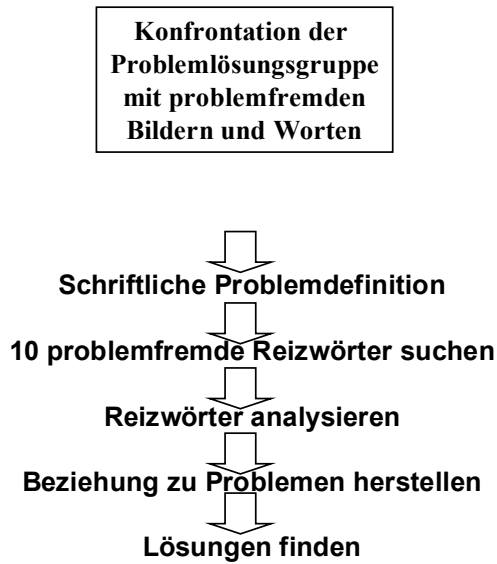 Konfrontation der
Problemlösungsgruppe
mit problemfremden
Bildern und Worten
Schriftliche Problemdefinition
10 problemfremde Reizwörter suchen
Reizwörter analysieren
Beziehung zu Problemen herstellen
Lösungen finden